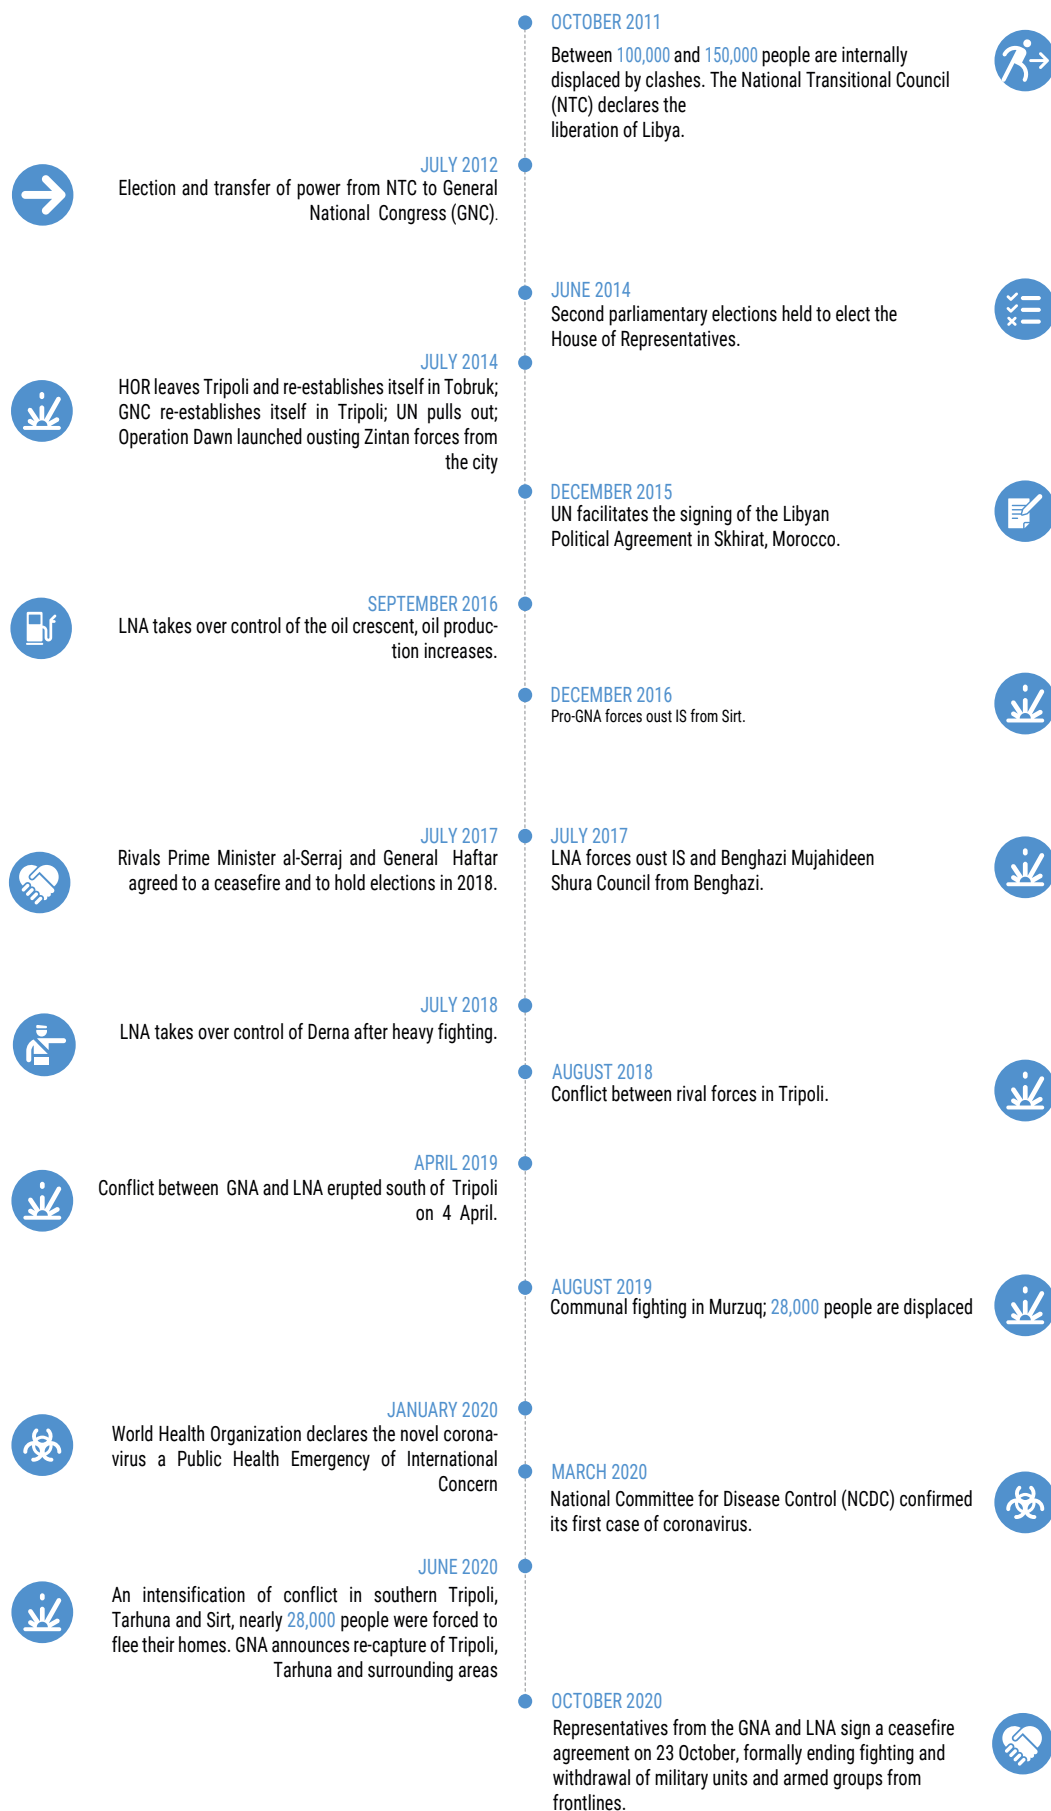 OCTOBER 2011
Between 100,000 and 150,000 people are internally
displaced by clashes. The National Transitional Council
(NTC) declares the
liberation of Libya.
JULY 2012
Election and transfer of power from NTC to General
National Congress (GNC).
JUNE 2014
Second parliamentary elections held to elect the
House of Representatives.
JULY 2014
HOR leaves Tripoli and re-establishes itself in Tobruk;
GNC re-establishes itself in Tripoli; UN pulls out;
Operation Dawn launched ousting Zintan forces from
the city
DECEMBER 2015
UN facilitates the signing of the Libyan
Political Agreement in Skhirat, Morocco.
SEPTEMBER 2016
LNA takes over control of the oil crescent, oil produc-
tion increases.
DECEMBER 2016
Pro-GNA forces oust IS from Sirt.
JULY 2017
Rivals Prime Minister al-Serraj and General Haftar
agreed to a ceasefire and to hold elections in 2018.
JULY 2017
LNA forces oust IS and Benghazi Mujahideen
Shura Council from Benghazi.
JULY 2018
LNA takes over control of Derna after heavy fighting.
AUGUST 2018
Conflict between rival forces in Tripoli.
APRIL 2019
Conflict between GNA and LNA erupted south of Tripoli
on 4 April.
AUGUST 2019
Communal fighting in Murzuq; 28,000 people are displaced
JANUARY 2020
World Health Organization declares the novel corona-
virus a Public Health Emergency of International
Concern
MARCH 2020
National Committee for Disease Control (NCDC) confirmed
its first case of coronavirus.
JUNE 2020
An intensification of conflict in southern Tripoli,
Tarhuna and Sirt, nearly 28,000 people were forced to
flee their homes. GNA announces re-capture of Tripoli,
Tarhuna and surrounding areas
OCTOBER 2020
Representatives from the GNA and LNA sign a ceasefire
agreement on 23 October, formally ending fighting and
withdrawal of military units and armed groups from
frontlines.